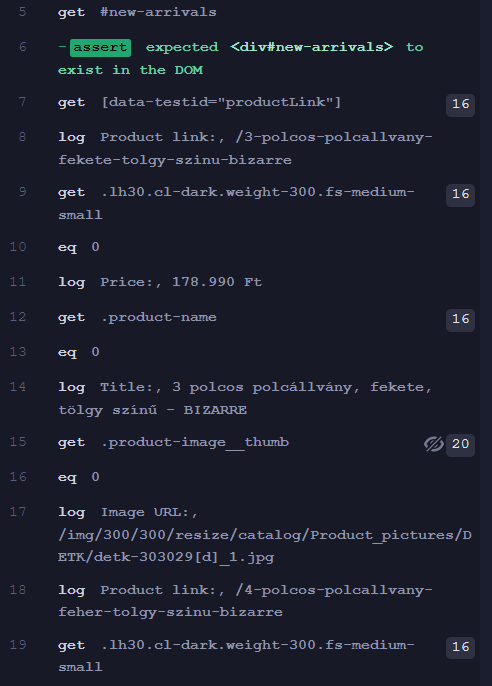 5 get #new-arrivals
6 -assert expected <div#new-arrivals> to
exist in the DOM
7 get [data-testid="productLink"] 16
8 log Product link:, /3-polcos-polcallvany-
fekete-tolgy-szinu-bizarre
9 get .lh30.cl-dark.weight-300.fs-medium- 16
small
10 eq 0
11 log Price:, 178.990 Ft
12 get .product-name 16
13 eq 0
14 log Title:, 3 polcos polcállvány, fekete,
tölgy színű - BIZARRE
15 get .product-image__thumb 20
16 eq 0
17 log Image URL:,
/img/300/300/resize/catalog/Product_pictures/D
ETK/detk-303029[d]_1.jpg
18 log Product link:, /4-polcos-polcallvany-
feher-tolgy-szinu-bizarre
19 get .lh30.cl-dark.weight-300.fs-medium- 16
small